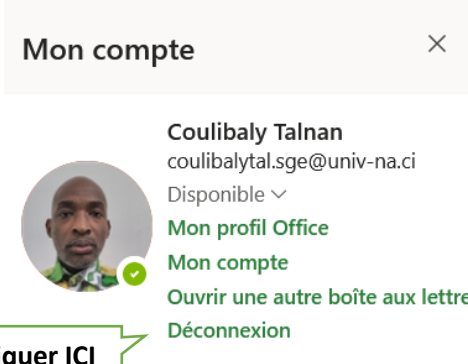 Mon compte
Coulibaly Talnan
coulibalytal.sge@univ-na.ci
Disponible
Mon profil Office
Mon compte
Ouvrir une autre boîte aux lettre
Déconnexion
ICI